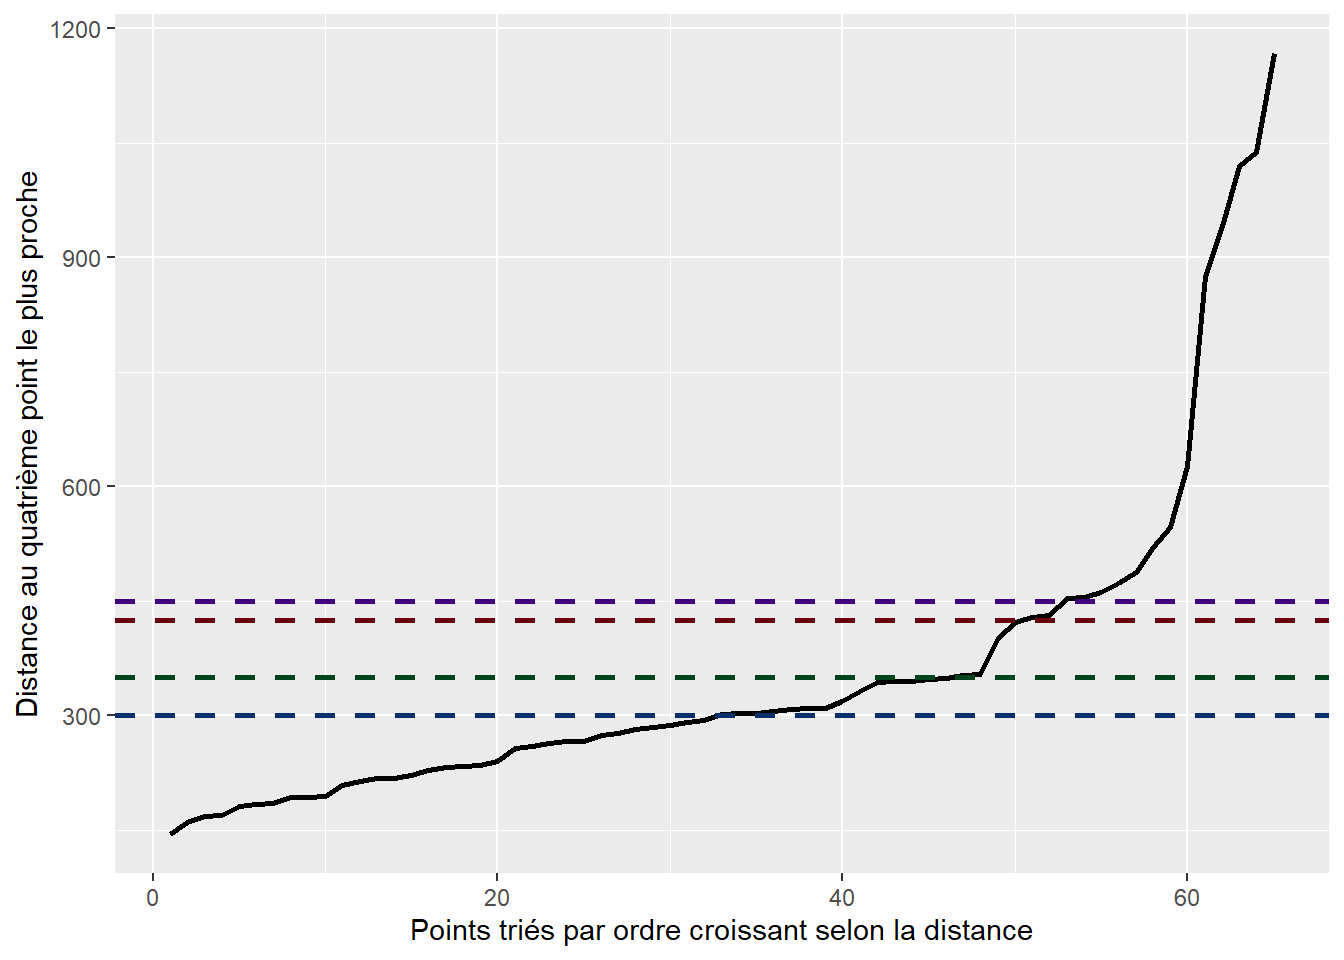 Distance au quatrième point le plus proche
1200
900
600
300
0 20 40 60
Points triés par ordre croissant selon la distance